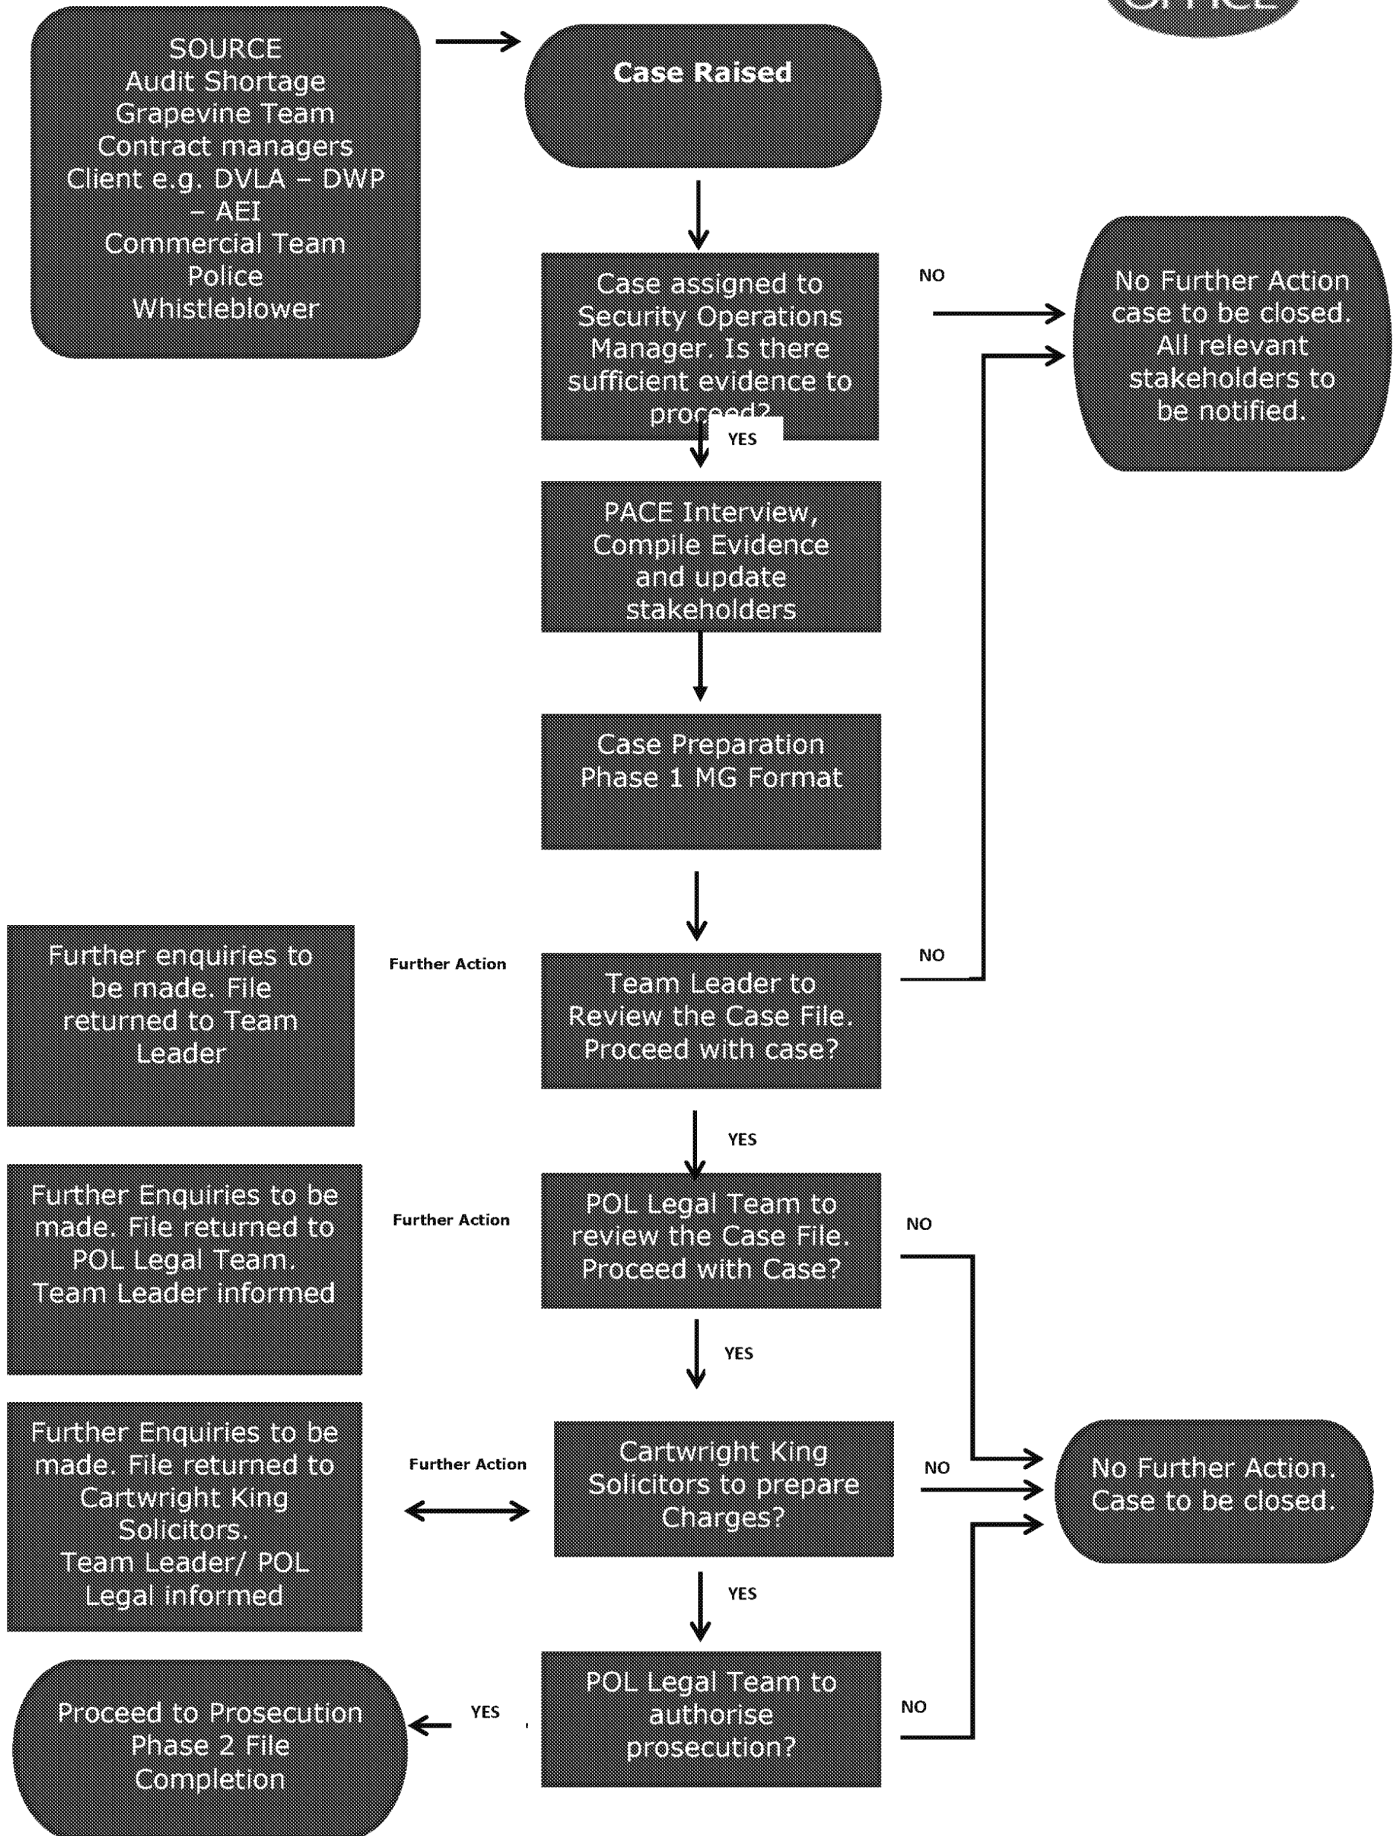 OFFICE
SOURCE
Audit Shortage
Grapevine Team
Contract managers
Client e.g. DVLA – DWP
– AEI
Commercial Team
Police
Whistleblower
Case Raised
Case assigned to
Security Operations
Manager. Is there
sufficient evidence to
proceed?
NO
No Further Action
case to be closed.
All relevant
stakeholders to
be notified.
YES
PACE Interview,
Compile Evidence
and update
stakeholders
Case Preparation
Phase 1 MG Format
Further enquiries to
be made. File
returned to Team
Leader
Further Action
Team Leader to
Review the Case File.
Proceed with case?
NO
YES
Further Enquiries to be
made. File returned to
POL Legal Team.
Team Leader informed
Further Action
POL Legal Team to
review the Case File.
Proceed with Case?
NO
YES
Further Enquiries to be
made. File returned to
Cartwright King
Solicitors.
Team Leader/ POL
Legal informed
Further Action
Cartwright King
Solicitors to prepare
Charges?
NO
No Further Action.
Case to be closed.
YES
Proceed to Prosecution
Phase 2 File
Completion
YES
POL Legal Team to
authorise
prosecution?
NO